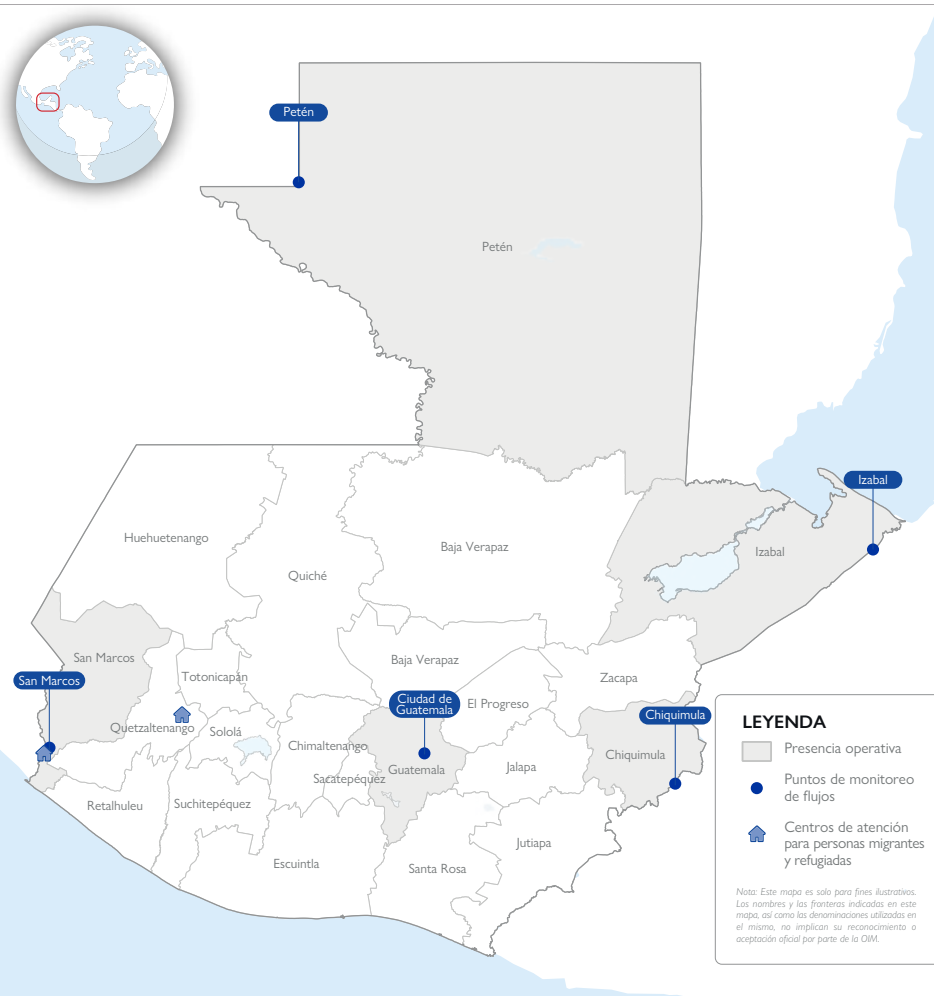 Petén
Petén
Izabal
Izabal
Huehuetenango
Baja Verapaz
Quiché
San Marcos
San Marcos
Totonicapán
Baja Verapaz
Zacapa
Ciudad de
Guatemala
El Progreso
Chiquimula
Quetzaltenango
Sololá
Chimaltenango
Chiquimula
Guatemala
Jalapa
Sacatepéquez
Retalhuleu
Suchitepéquez
Jutiapa
Escuintla
Santa Rosa
LEYENDA
Presencia operativa
Puntos de monitoreo
de flujos
Centros de atención
para personas migrantes
y refugiadas
Nota: Este mapa es solo para fines ilustrativos.
Los nombres y las fronteras indicadas en este
mapa, así como las denominaciones utilizadas en
el mismo, no implican su reconocimiento o
aceptación oficial por parte de la OIM.